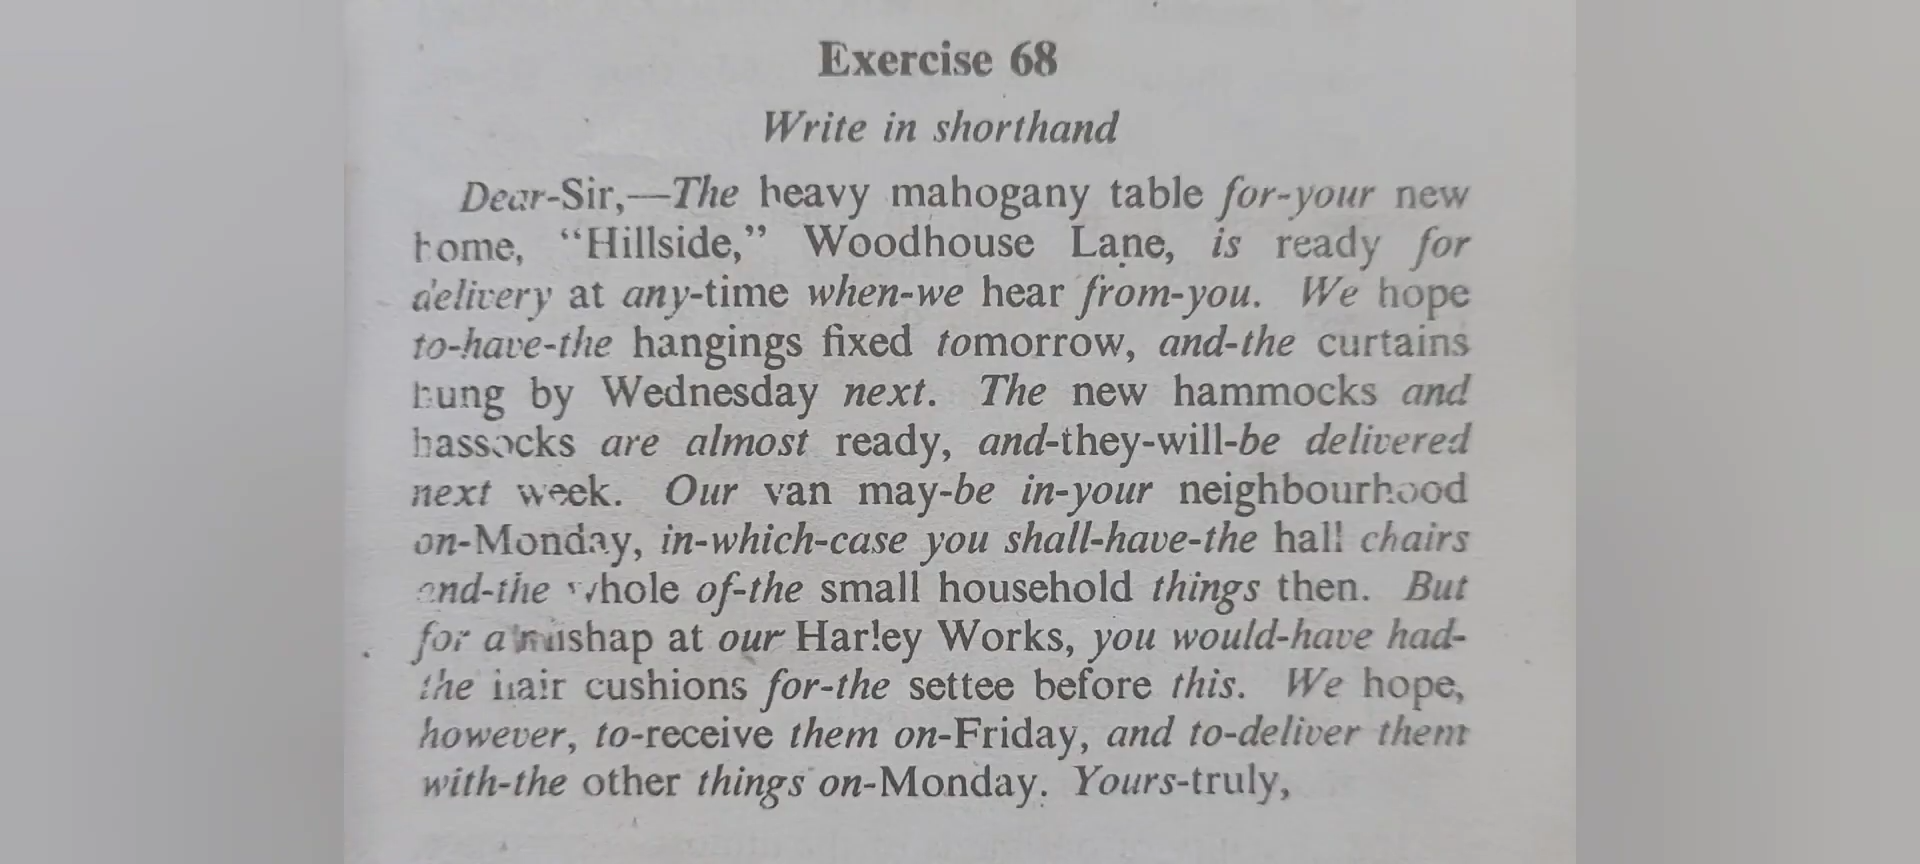 Exercise 68
Write in shorthand
Dear-Sir,—The heavy mahogany table for-your new
home, “Hillside,” Woodhouse Lane, is ready for
delivery at any-time when-we hear from-you. We hope
to-have-the hangings fixed tomorrow, and-the curtains
hung by Wednesday next. The new hammocks and
hassocks are almost ready, and-they-will-be delivered
next week. Our van may-be in-your neighbourhood
on-Monday, in-which-case you shall-have-the hall chairs
and-the whole of-the small household things then. But
for a mishap at our Harley Works, you would-have had-
the hair cushions for-the settee before this. We hope,
however, to-receive them on-Friday, and to-deliver them
with-the other things on-Monday. Yours-truly,